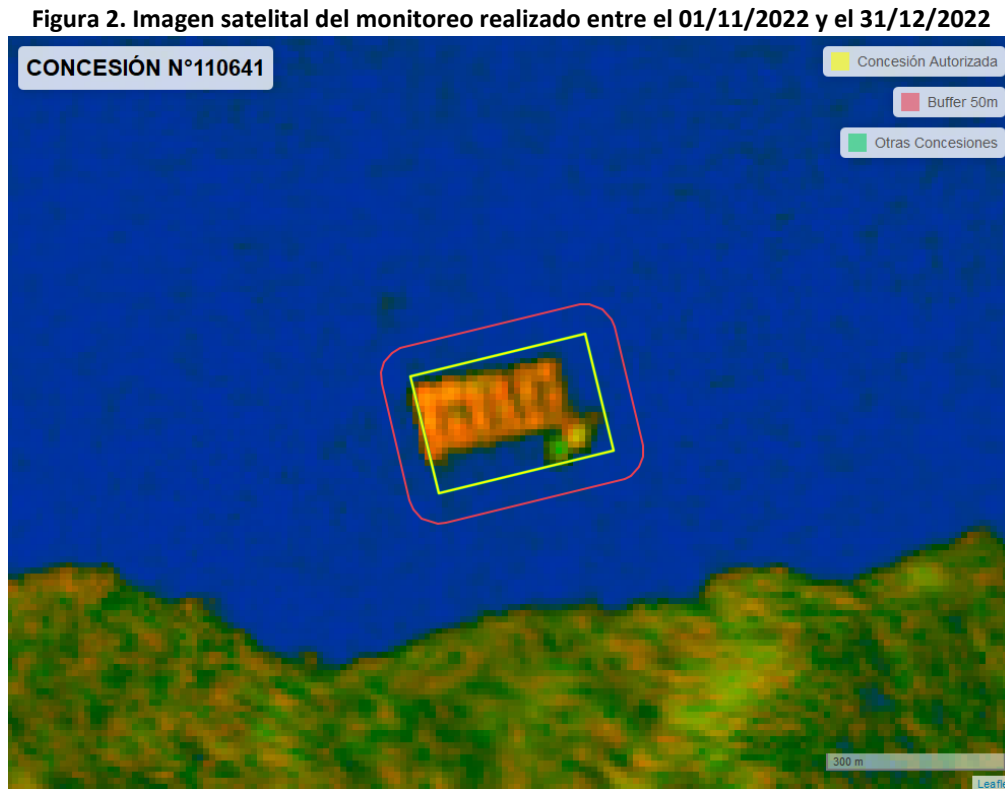 Figura 2. Imagen satelital del monitoreo realizado entre el 01/11/2022 y el 31/12/2022
CONCESIÓN N°110641
Concesión Autorizada
Buffer 50m
Otras Concesiones
300 m
Leafle